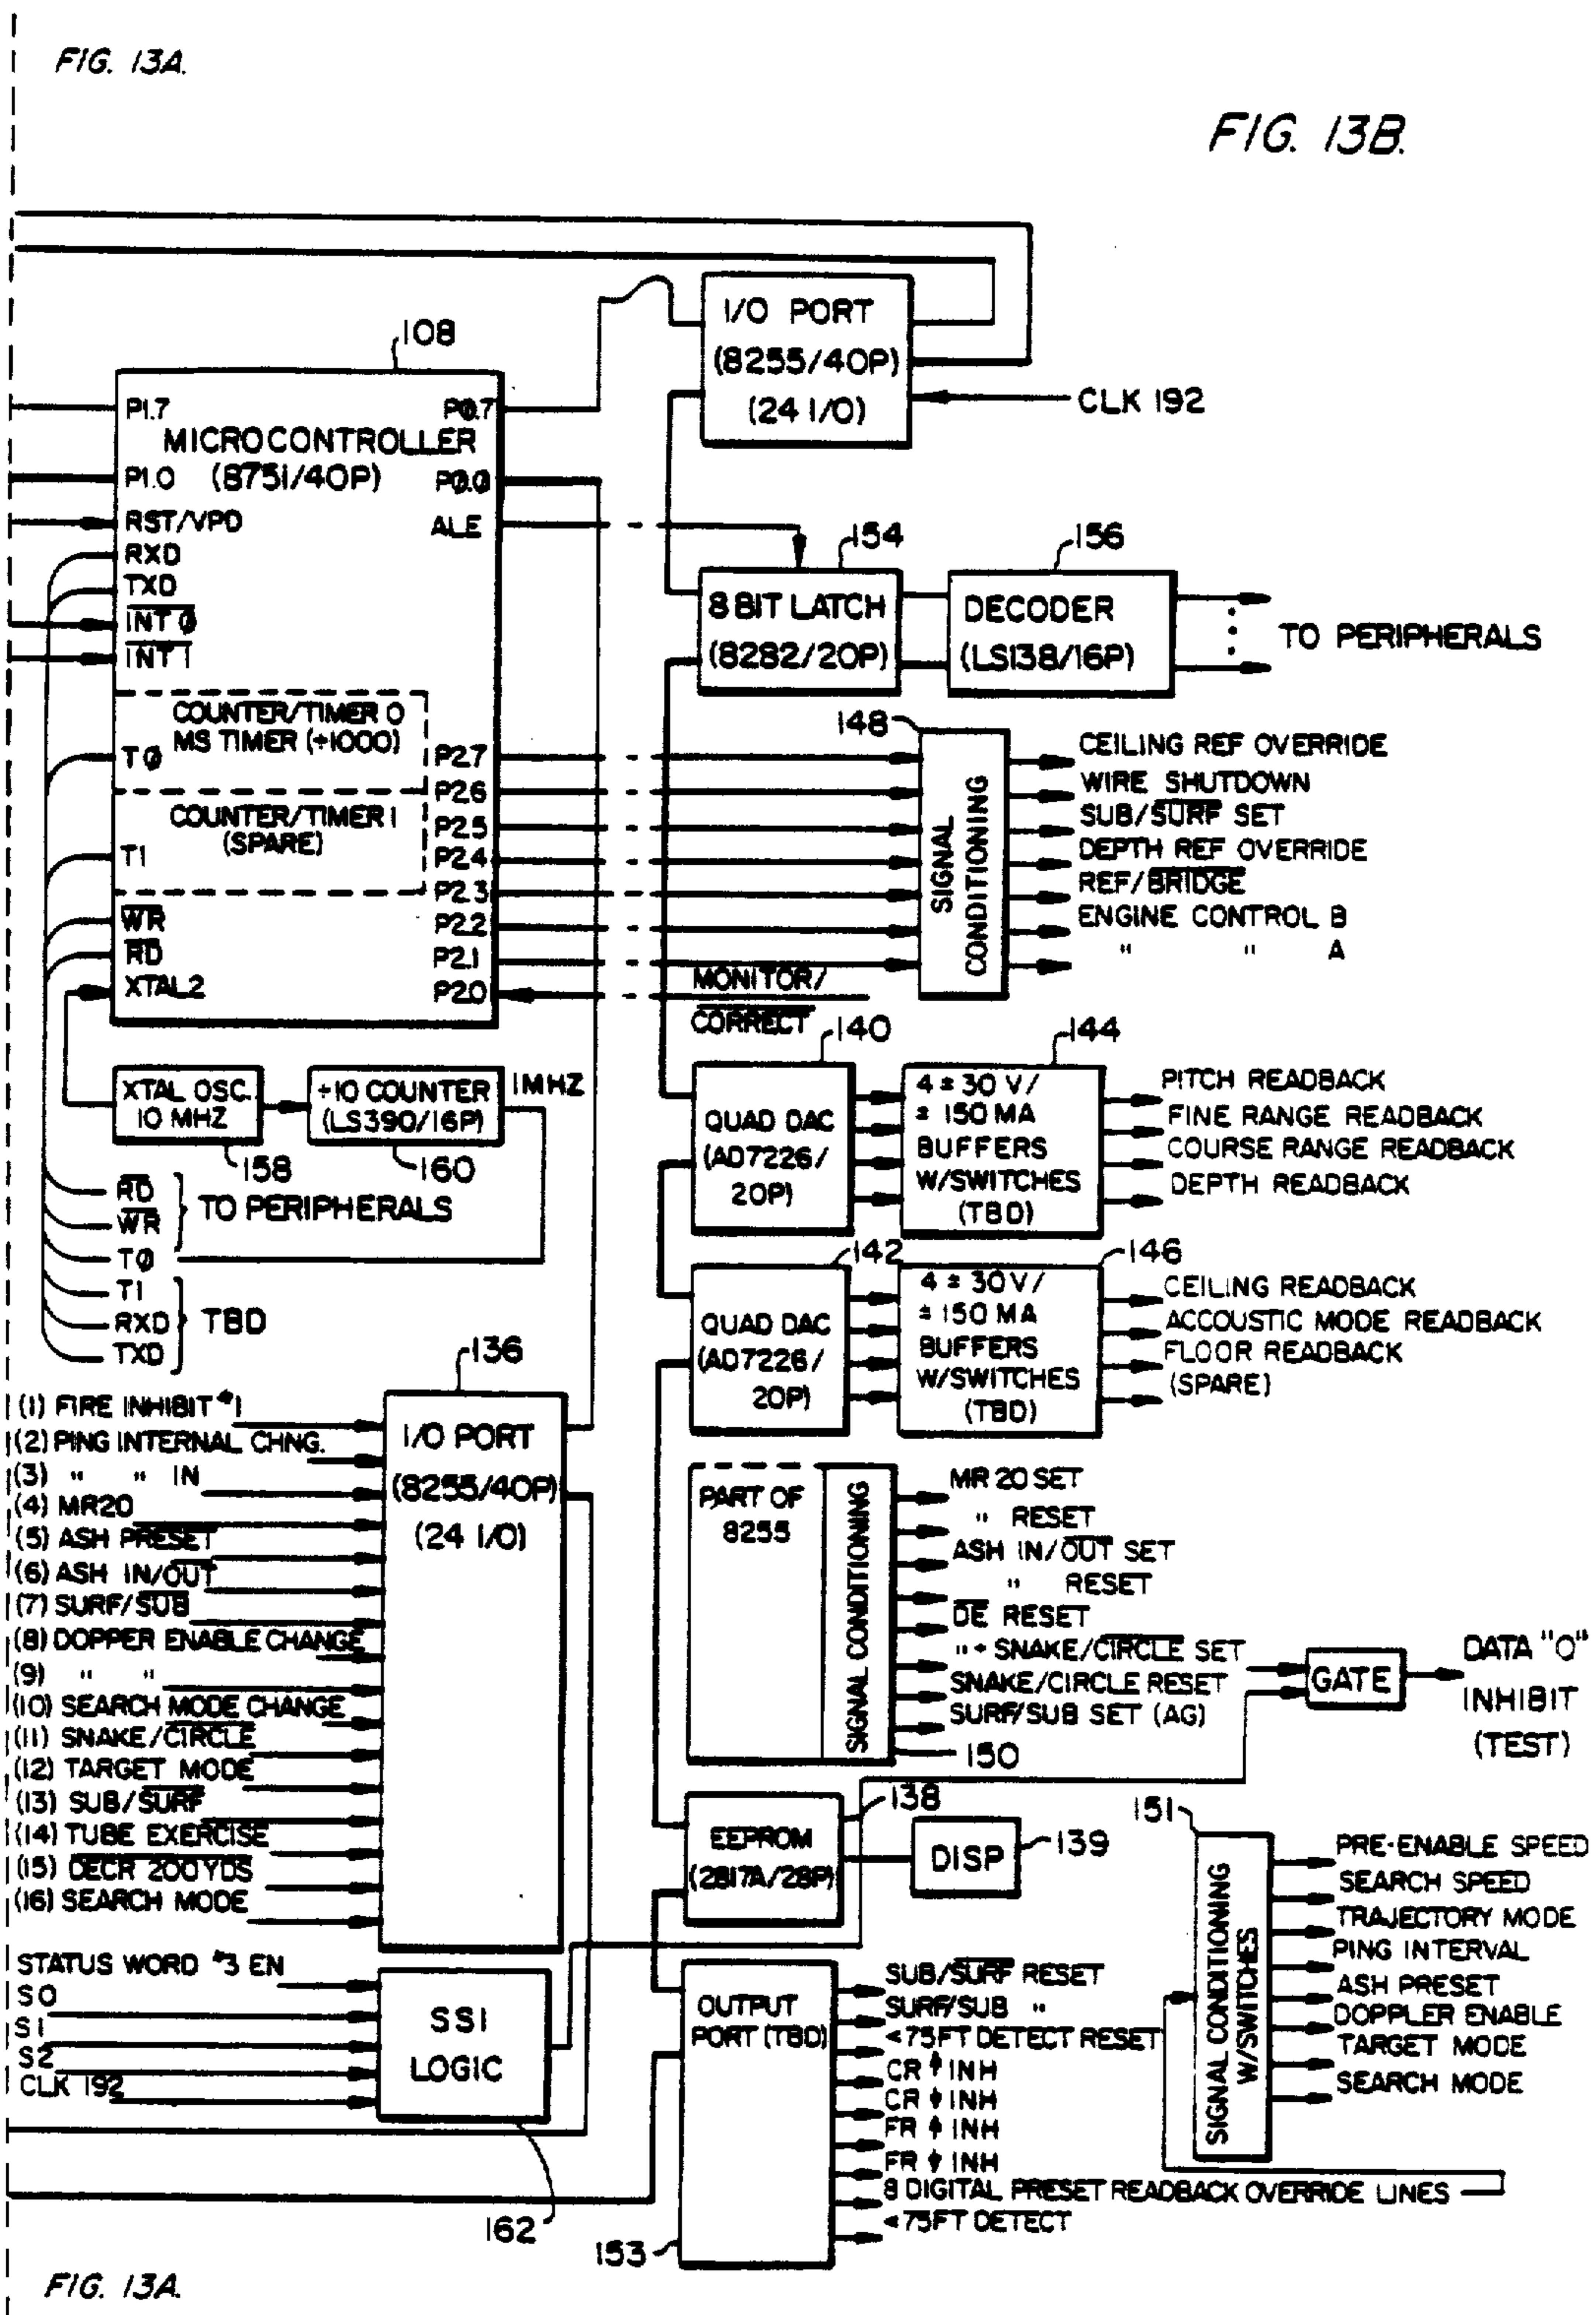 FIG. 13A.
FIG. 13B.
I/O PORT
(8255/40P)
(24 I/O)
CLK 192
108
P1.7
P0.7
MICROCONTROLLER
P1.0
(8751/40P)
P0.0
RST/VPD
ALE
RXD
TXD
INT 0
INT 1
154
8 BIT LATCH
(8282/20P)
156
DECODER
(LS138/16P)
TO PERIPHERALS
COUNTER/TIMER 0
MS TIMER (÷1000)
T0
COUNTER/TIMER 1
(SPARE)
T1
WR
RD
XTAL2
P2.7
P2.6
P2.5
P2.4
P2.3
P2.2
P2.1
P2.0
MONITOR/
CORRECT
148
SIGNAL
CONDITIONING
CEILING REF OVERRIDE
WIRE SHUTDOWN
SUB/SURF SET
DEPTH REF OVERRIDE
REF/BRIDGE
ENGINE CONTROL B
" " A
XTAL OSC.
10 MHZ
158
÷10 COUNTER
(LS390/16P)
160
1MHZ
RD
WR
TO PERIPHERALS
T0
T1
RXD
TXD
TBD
140
QUAD DAC
(AD7226/
20P)
144
4 ± 30 V/
± 150 MA
BUFFERS
W/SWITCHES
(TBD)
PITCH READBACK
FINE RANGE READBACK
COURSE RANGE READBACK
DEPTH READBACK
142
QUAD DAC
(AD7226/
20P)
146
4 ± 30 V/
± 150 MA
BUFFERS
W/SWITCHES
(TBD)
CEILING READBACK
ACCOUSTIC MODE READBACK
FLOOR READBACK
(SPARE)
(1) FIRE INHIBIT #1
(2) PING INTERNAL CHNG.
(3) " " IN
(4) MR20
(5) ASH PRESET
(6) ASH IN/OUT
(7) SURF/SUB
(8) DOPPER ENABLE CHANGE
(9) " "
(10) SEARCH MODE CHANGE
(11) SNAKE/CIRCLE
(12) TARGET MODE
(13) SUB/SURF
(14) TUBE EXERCISE
(15) DECR 200 YDS
(16) SEARCH MODE
136
I/O PORT
(8255/40P)
(24 I/O)
PART OF
8255
SIGNAL CONDITIONING
150
MR 20 SET
" RESET
ASH IN/OUT SET
" RESET
DE RESET
" + SNAKE/CIRCLE SET
SNAKE/CIRCLE RESET
SURF/SUB SET (AG)
GATE
DATA "0"
INHIBIT
(TEST)
138
EEPROM
(2817A/28P)
DISP
139
STATUS WORD #3 EN
S0
S1
S2
CLK 192
SSI
LOGIC
162
OUTPUT
PORT (TBD)
153
SUB/SURF RESET
SURF/SUB "
<75FT DETECT RESET
CR ↑ INH
CR ↓ INH
FR ↑ INH
FR ↓ INH
8 DIGITAL PRESET READBACK OVERRIDE LINES
<75FT DETECT
151
SIGNAL CONDITIONING
W/SWITCHES
PRE-ENABLE SPEED
SEARCH SPEED
TRAJECTORY MODE
PING INTERVAL
ASH PRESET
DOPPLER ENABLE
TARGET MODE
SEARCH MODE
FIG. 13A.